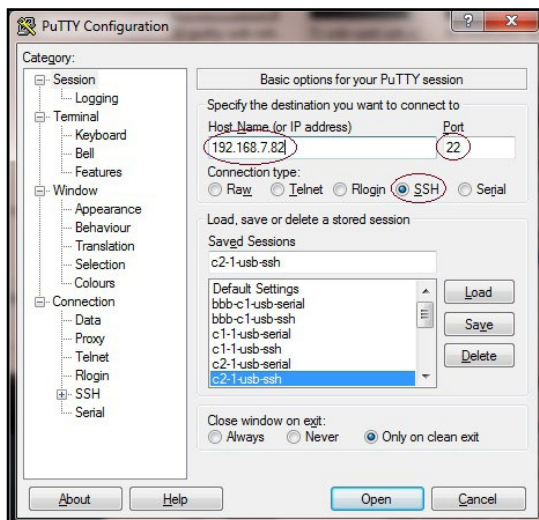 PuTTY Configuration
Category:
Session
Logging
Terminal
Keyboard
Bell
Features
Window
Appearance
Behaviour
Translation
Selection
Colours
Connection
Data
Proxy
Telnet
Rlogin
SSH
Serial
Basic options for your PuTTY session
Specify the destination you want to connect to
Host Name (or IP address) Port
192.168.7.82 22
Connection type:
Raw Telnet Rlogin SSH Serial
Load, save or delete a stored session
Saved Sessions
c2-1-usb-ssh
Default Settings
bbb-c1-usb-serial
bbb-c1-usb-ssh
c1-1-usb-serial
c1-1-usb-ssh
c2-1-usb-serial
c2-1-usb-ssh
Load
Save
Delete
Close window on exit:
Always Never Only on clean exit
About Help Open Cancel